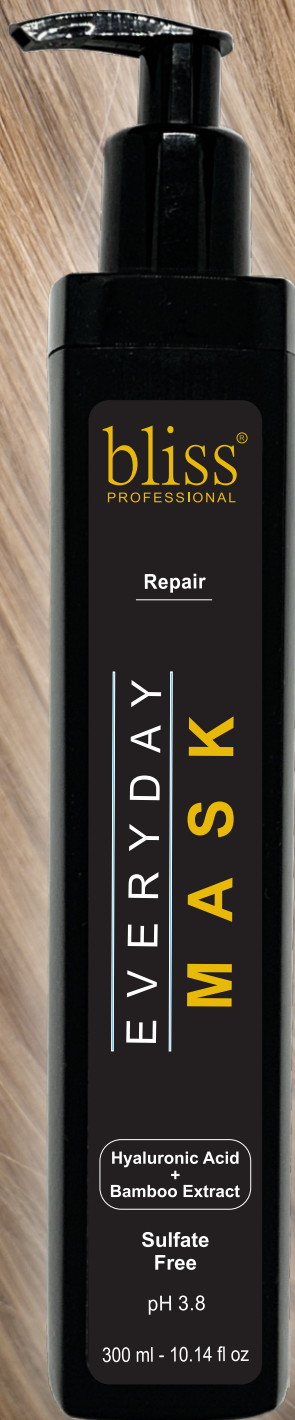 bliss®
PROFESSIONAL
Repair
EVERYDAY
MASK
Hyaluronic Acid
+
Bamboo Extract
Sulfate
Free
pH 3.8
300 ml - 10.14 fl oz